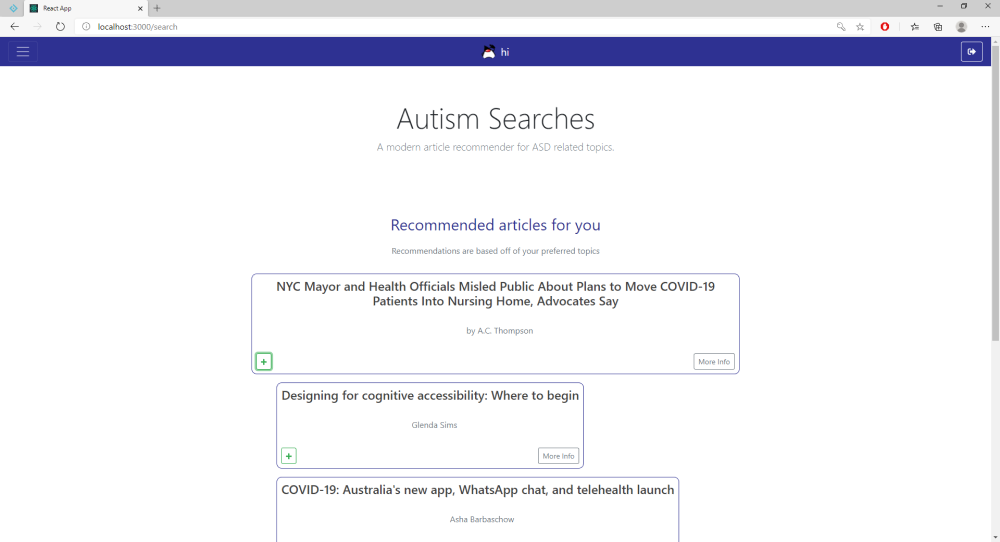 React App
localhost:3000/search
hi
Autism Searches
A modern article recommender for ASD related topics.
Recommended articles for you
Recommendations are based off of your preferred topics
NYC Mayor and Health Officials Misled Public About Plans to Move COVID-19
Patients Into Nursing Home, Advocates Say
by A.C. Thompson
+
More Info
Designing for cognitive accessibility: Where to begin
Glenda Sims
+
More Info
COVID-19: Australia's new app, WhatsApp chat, and telehealth launch
Asha Barbaschow